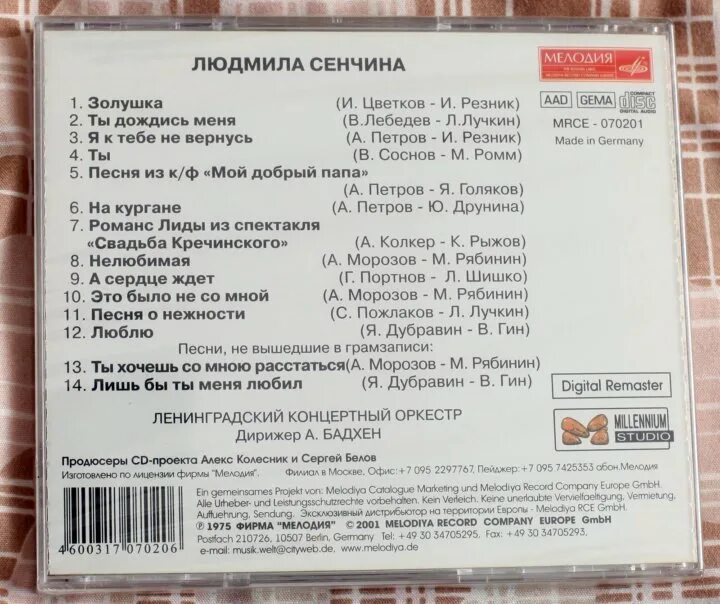 ЛЮДМИЛА СЕНЧИНА
МЕЛОДИЯ
AAD GEMA COMPACT disc DIGITAL AUDIO
MRCE - 070201
Made in Germany
1. Золушка (И. Цветков - И. Резник)
2. Ты дождись меня (В.Лебедев - Л.Лучкин)
3. Я к тебе не вернусь (А. Петров - И. Резник)
4. Ты (В. Соснов - М. Ромм)
5. Песня из к/ф «Мой добрый папа»
(А. Петров - Я. Голяков)
6. На кургане (А. Петров - Ю. Друнина)
7. Романс Лиды из спектакля
«Свадьба Кречинского» (А. Колкер - К. Рыжов)
8. Нелюбимая (А. Морозов - М. Рябинин)
9. А сердце ждет (Г. Портнов - Л. Шишко)
10. Это было не со мной (А. Морозов - М. Рябинин)
11. Песня о нежности (С. Пожлаков - Л. Лучкин)
12. Люблю (Я. Дубравин - В. Гин)
Песни, не вышедшие в грамзаписи:
13. Ты хочешь со мною расстаться(А. Морозов - М. Рябинин)
14. Лишь бы ты меня любил (Я. Дубравин - В. Гин)
Digital Remaster
ЛЕНИНГРАДСКИЙ КОНЦЕРТНЫЙ ОРКЕСТР
Дирижер А. БАДХЕН
MILLENNIUM
STUDIO
Продюсеры CD-проекта Алекс Колесник и Сергей Белов
Изготовлено по лицензии фирмы "Мелодия". Филиал в Москве. Офис:+7 095 2297767, Пейджер:+7 095 7425353 абон.Мелодия
Ein gemeinsames Projekt von: Melodiya Catalogue Marketing und Melodiya Record Company Europe GmbH.
Alle Urheber- und Leistungsschutzrechte vorbehalten. Kein Verleih. Keine unerlaubte Vervielfaeltigung, Vermietung,
Auffuehrung, Sendung. Эксклюзивный дистрибьютор на территории Европы - Melodiya RCE GmbH.
℗ 1975 ФИРМА "МЕЛОДИЯ" © 2001 MELODIYA RECORD COMPANY EUROPE GmbH
Postfach 210726, 10507 Berlin, Germany Tel: +49 30 34705295. Fax: +49 30 34705293.
e-mail: musik.welt@cityweb.de, www.melodiya.de
4600317070206